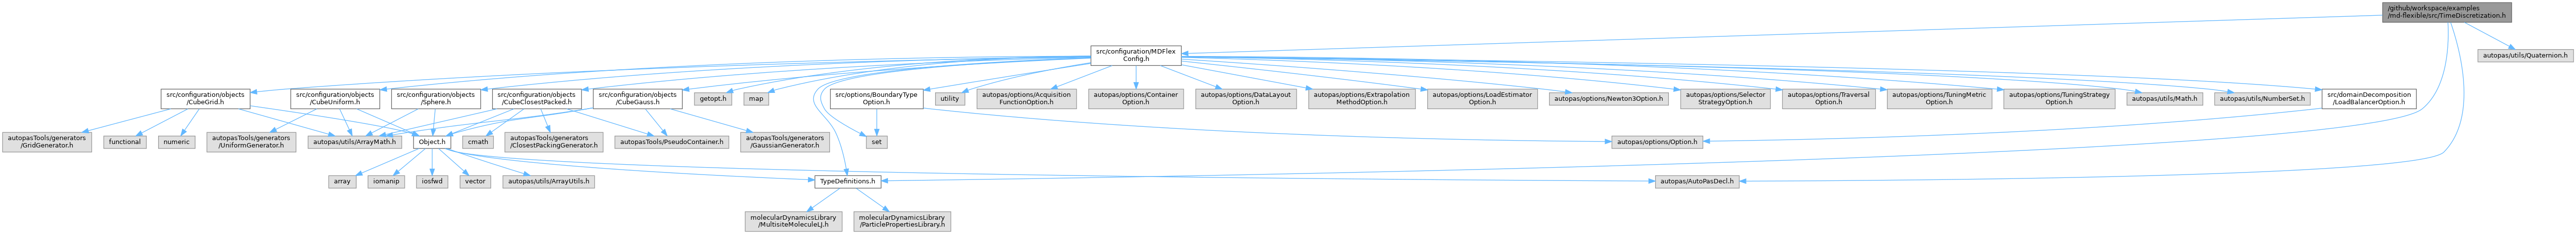 /github/workspace/examples
/md-flexible/src/TimeDiscretization.h
src/configuration/MDFlex
Config.h
autopas/utils/Quaternion.h
src/configuration/objects
/CubeGrid.h
src/configuration/objects
/CubeUniform.h
src/configuration/objects
/Sphere.h
src/configuration/objects
/CubeClosestPacked.h
src/configuration/objects
/CubeGauss.h
getopt.h
map
src/options/BoundaryType
Option.h
utility
autopas/options/Acquisition
FunctionOption.h
autopas/options/Container
Option.h
autopas/options/DataLayout
Option.h
autopas/options/Extrapolation
MethodOption.h
autopas/options/LoadEstimator
Option.h
autopas/options/Newton3Option.h
autopas/options/Selector
StrategyOption.h
autopas/options/Traversal
Option.h
autopas/options/TuningMetric
Option.h
autopas/options/TuningStrategy
Option.h
autopas/utils/Math.h
autopas/utils/NumberSet.h
src/domainDecomposition
/LoadBalancerOption.h
autopasTools/generators
/GridGenerator.h
functional
numeric
autopasTools/generators
/UniformGenerator.h
autopas/utils/ArrayMath.h
Object.h
cmath
autopasTools/generators
/ClosestPackingGenerator.h
autopasTools/PseudoContainer.h
autopasTools/generators
/GaussianGenerator.h
set
autopas/options/Option.h
array
iomanip
iosfwd
vector
autopas/utils/ArrayUtils.h
TypeDefinitions.h
autopas/AutoPasDecl.h
molecularDynamicsLibrary
/MultisiteMoleculeLJ.h
molecularDynamicsLibrary
/ParticlePropertiesLibrary.h